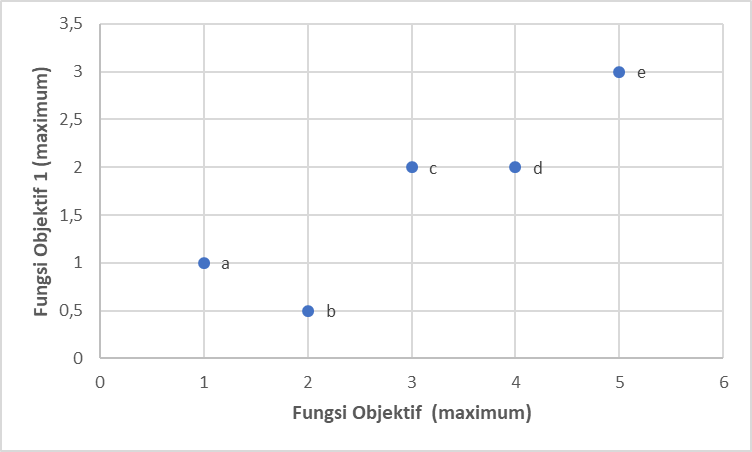 3,5
3
2,5
2
1,5
1
0,5
0
Fungsi Objektif 1 (maximum)
e
c
d
a
b
0 1 2 3 4 5 6
Fungsi Objektif  (maximum)